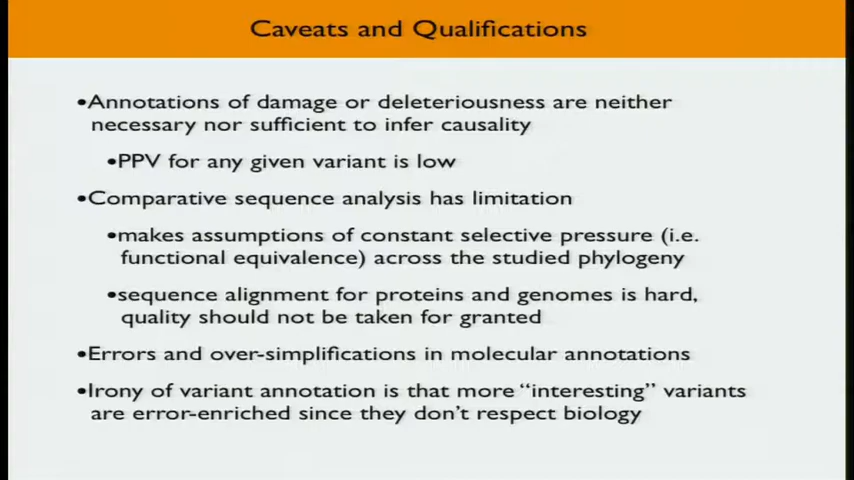 Caveats and Qualifications
•Annotations of damage or deleteriousness are neither
necessary nor sufficient to infer causality
•PPV for any given variant is low
•Comparative sequence analysis has limitation
•makes assumptions of constant selective pressure (i.e.
functional equivalence) across the studied phylogeny
•sequence alignment for proteins and genomes is hard,
quality should not be taken for granted
•Errors and over-simplifications in molecular annotations
•Irony of variant annotation is that more “interesting” variants
are error-enriched since they don’t respect biology